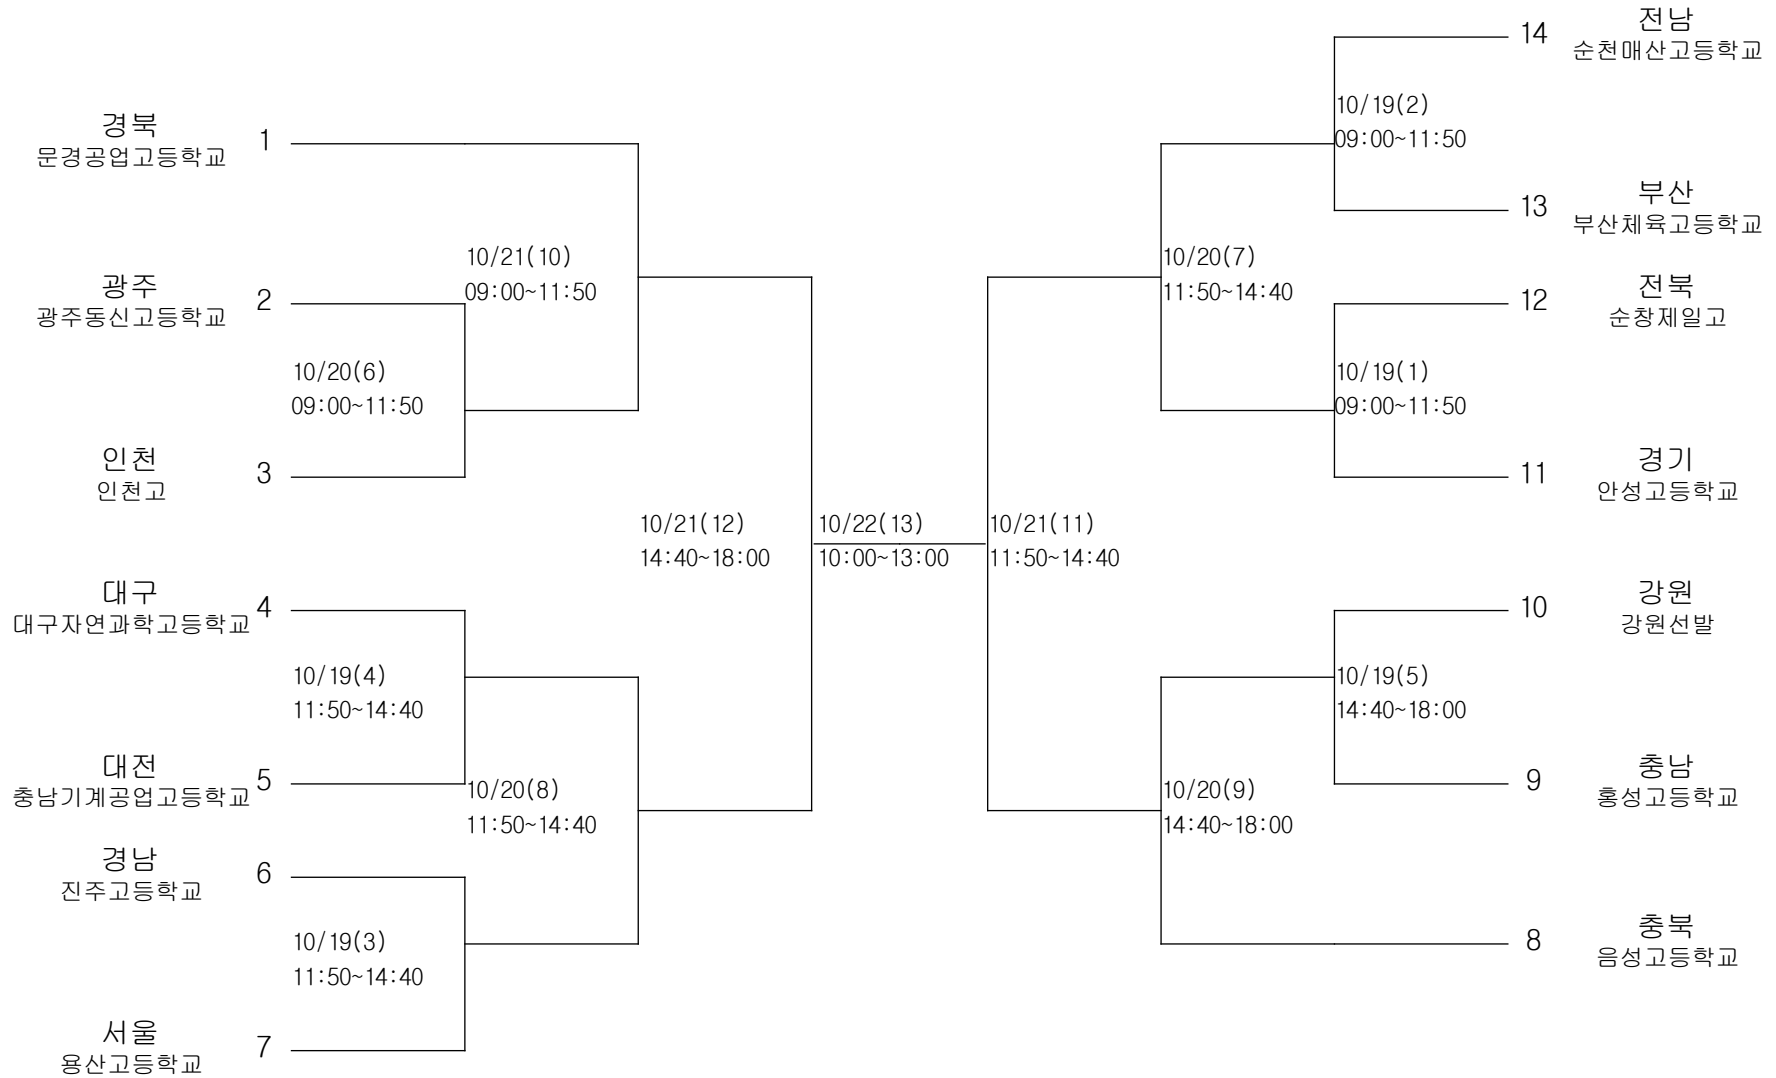 경북
문경공업고등학교
1
광주
광주동신고등학교
2
10/20(6)
09:00~11:50
인천
인천고
3
10/21(10)
09:00~11:50
대구
대구자연과학고등학교
4
10/19(4)
11:50~14:40
대전
충남기계공업고등학교
5
10/20(8)
11:50~14:40
경남
진주고등학교
6
10/19(3)
11:50~14:40
서울
용산고등학교
7
10/21(12)
14:40~18:00
10/22(13)
10:00~13:00
10/21(11)
11:50~14:40
14
전남
순천매산고등학교
10/19(2)
09:00~11:50
13
부산
부산체육고등학교
10/20(7)
11:50~14:40
12
전북
순창제일고
10/19(1)
09:00~11:50
11
경기
안성고등학교
10
강원
강원선발
10/19(5)
14:40~18:00
9
충남
홍성고등학교
10/20(9)
14:40~18:00
8
충북
음성고등학교